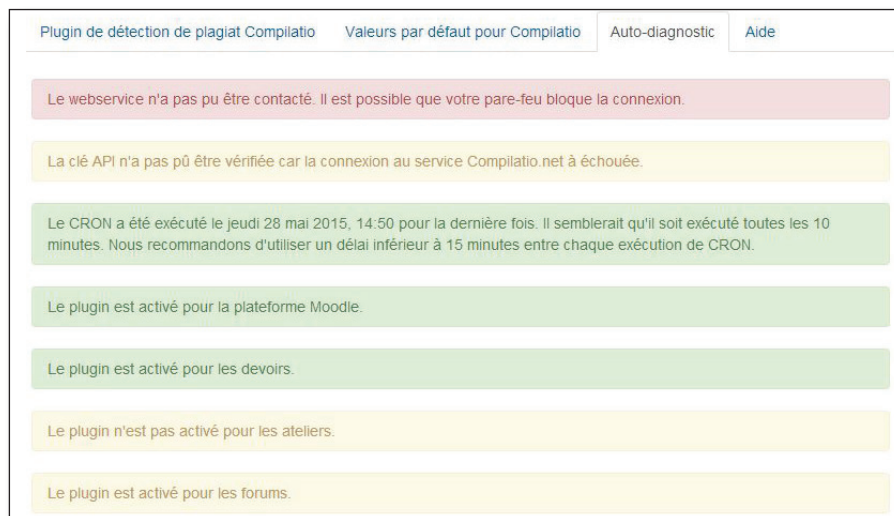 Plugin de détection de plagiat Compilatio Valeurs par défaut pour Compilatio Auto-diagnostic Aide
Le webservice n'a pas pu être contacté. Il est possible que votre pare-feu bloque la connexion.
La clé API n'a pas pû être vérifiée car la connexion au service Compilatio.net à échouée.
Le CRON a été exécuté le jeudi 28 mai 2015, 14:50 pour la dernière fois. Il semblerait qu'il soit exécuté toutes les 10
minutes. Nous recommandons d'utiliser un délai inférieur à 15 minutes entre chaque exécution de CRON.
Le plugin est activé pour la plateforme Moodle.
Le plugin est activé pour les devoirs.
Le plugin n'est pas activé pour les ateliers.
Le plugin est activé pour les forums.